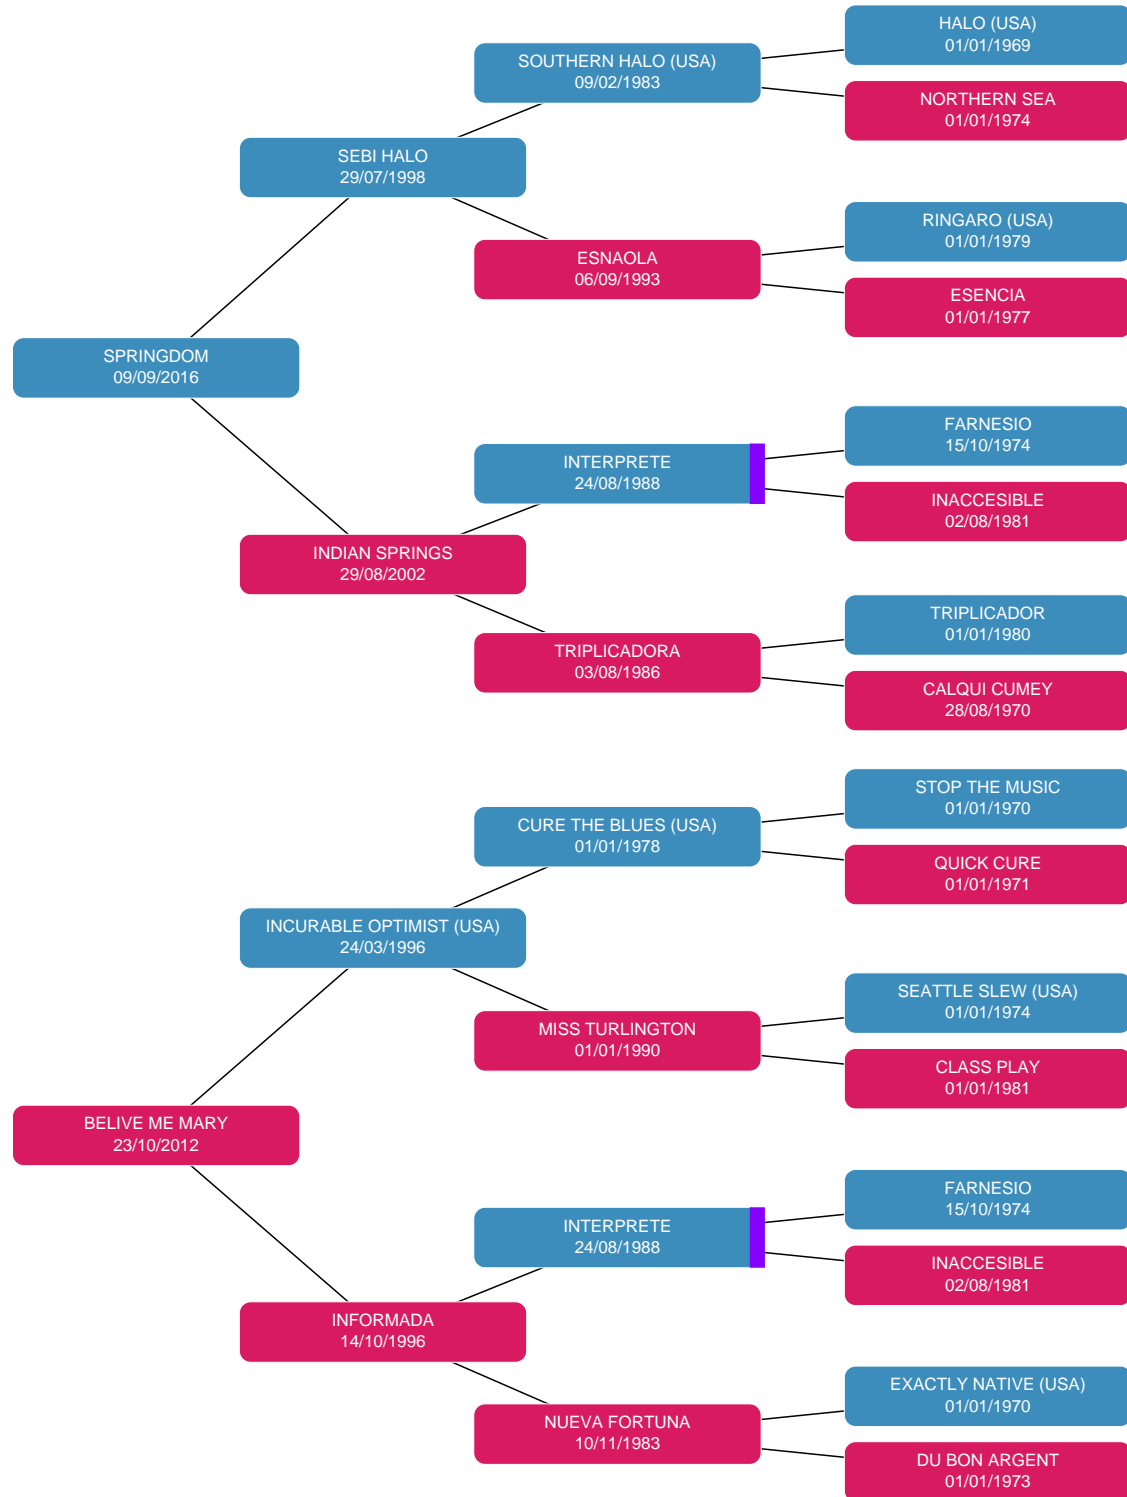 HALO (USA)
01/01/1969
SOUTHERN HALO (USA)
09/02/1983
NORTHERN SEA
01/01/1974
SEBI HALO
29/07/1998
RINGARO (USA)
01/01/1979
ESNAOLA
06/09/1993
ESENCIA
01/01/1977
SPRINGDOM
09/09/2016
FARNESIO
15/10/1974
INTERPRETE
24/08/1988
INACCESIBLE
02/08/1981
INDIAN SPRINGS
29/08/2002
TRIPLICADOR
01/01/1980
TRIPLICADORA
03/08/1986
CALQUI CUMEY
28/08/1970
STOP THE MUSIC
01/01/1970
CURE THE BLUES (USA)
01/01/1978
QUICK CURE
01/01/1971
INCURABLE OPTIMIST (USA)
24/03/1996
SEATTLE SLEW (USA)
01/01/1974
MISS TURLINGTON
01/01/1990
CLASS PLAY
01/01/1981
BELIVE ME MARY
23/10/2012
FARNESIO
15/10/1974
INTERPRETE
24/08/1988
INACCESIBLE
02/08/1981
INFORMADA
14/10/1996
EXACTLY NATIVE (USA)
01/01/1970
NUEVA FORTUNA
10/11/1983
DU BON ARGENT
01/01/1973